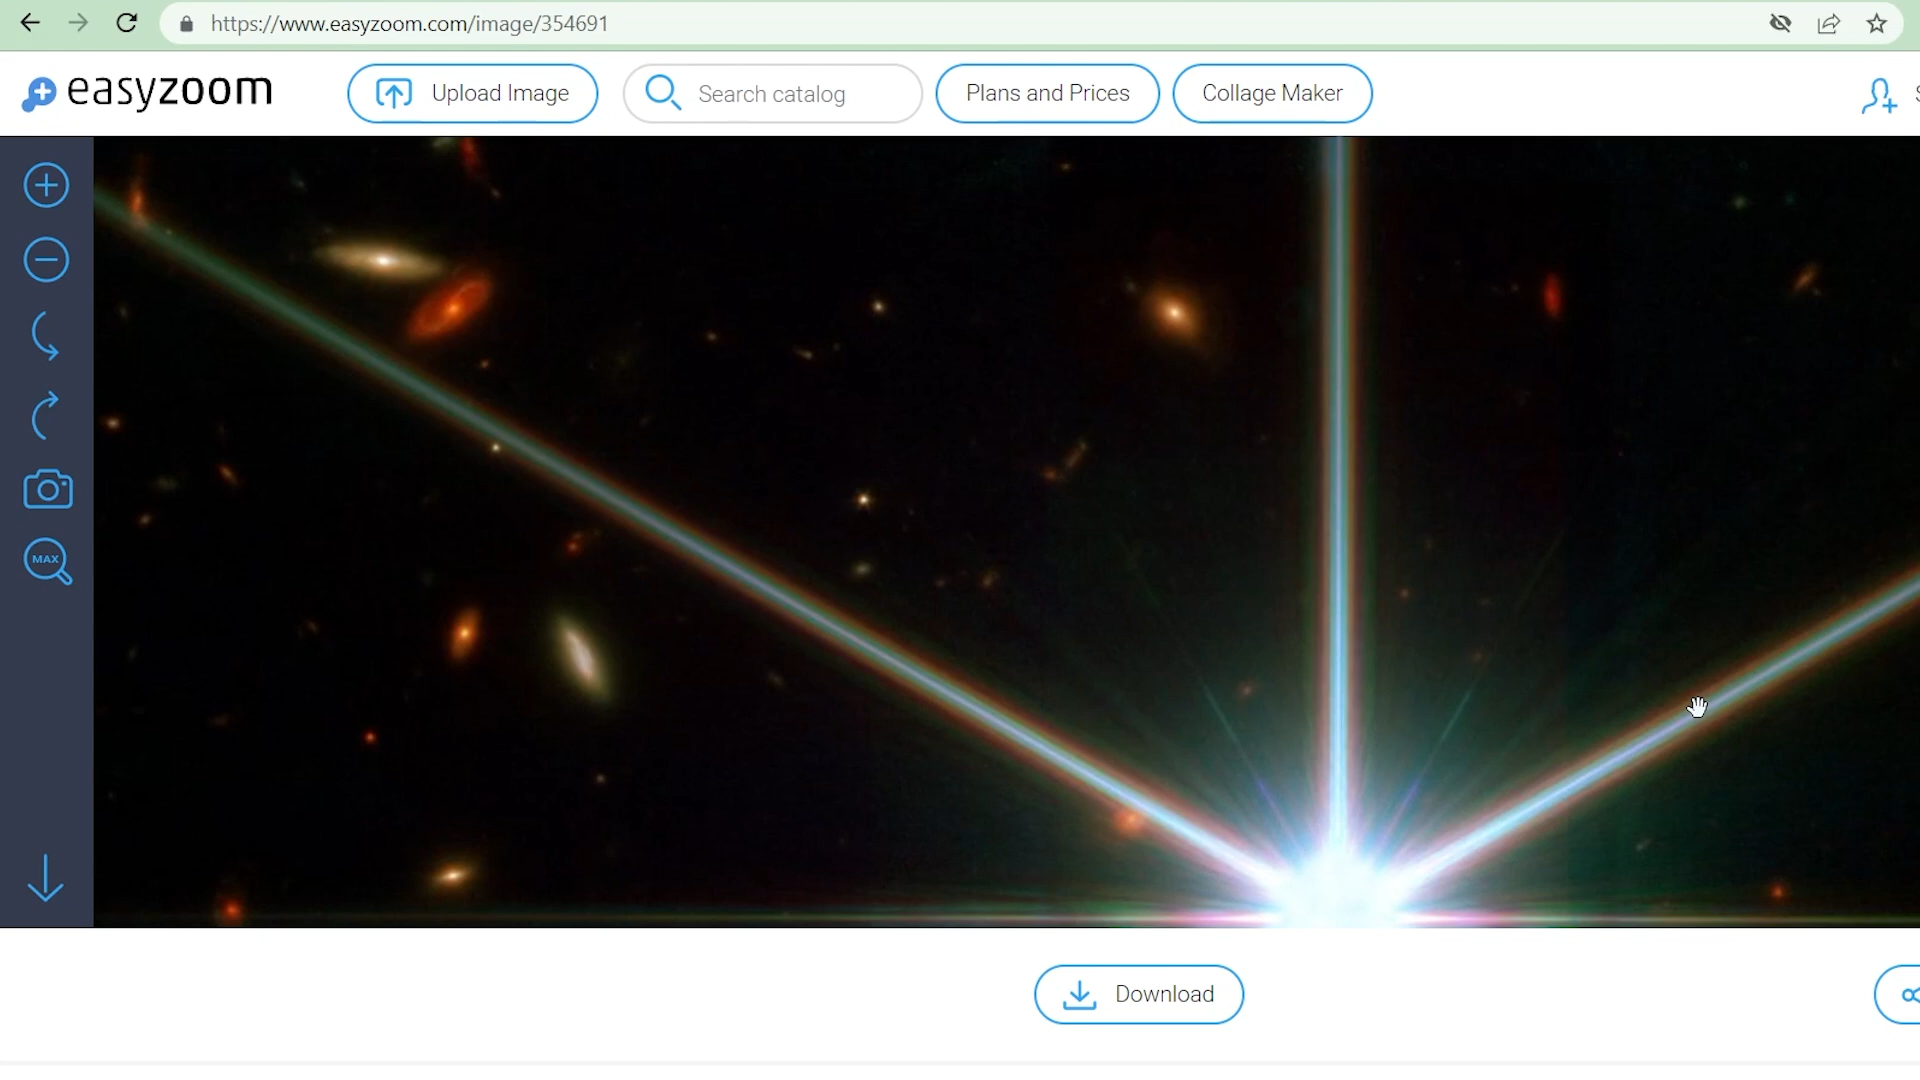 https://www.easyzoom.com/image/354691
easyzoom
Upload Image
Search catalog
Plans and Prices
Collage Maker
MAX
Download